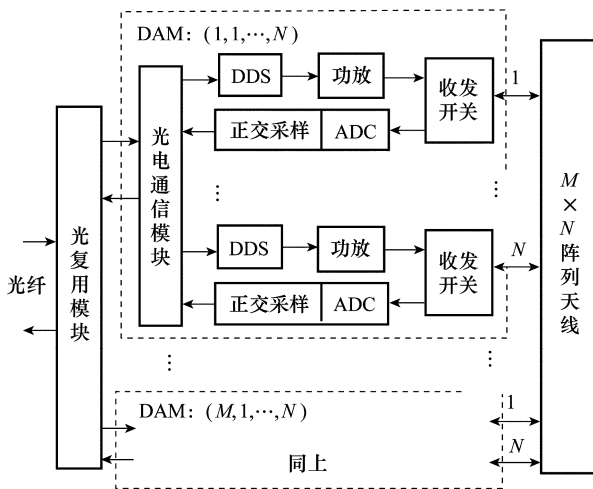 DAM：(1,1,…,N)
DDS
功放
收发
开关
1
正交采样
ADC
光电通信模块
⋮
⋮
DDS
功放
收发
开关
N
正交采样
ADC
光纤
光复用模块
M
×
N
阵列天线
⋮
⋮
DAM：(M,1,…,N)
同上
1
N